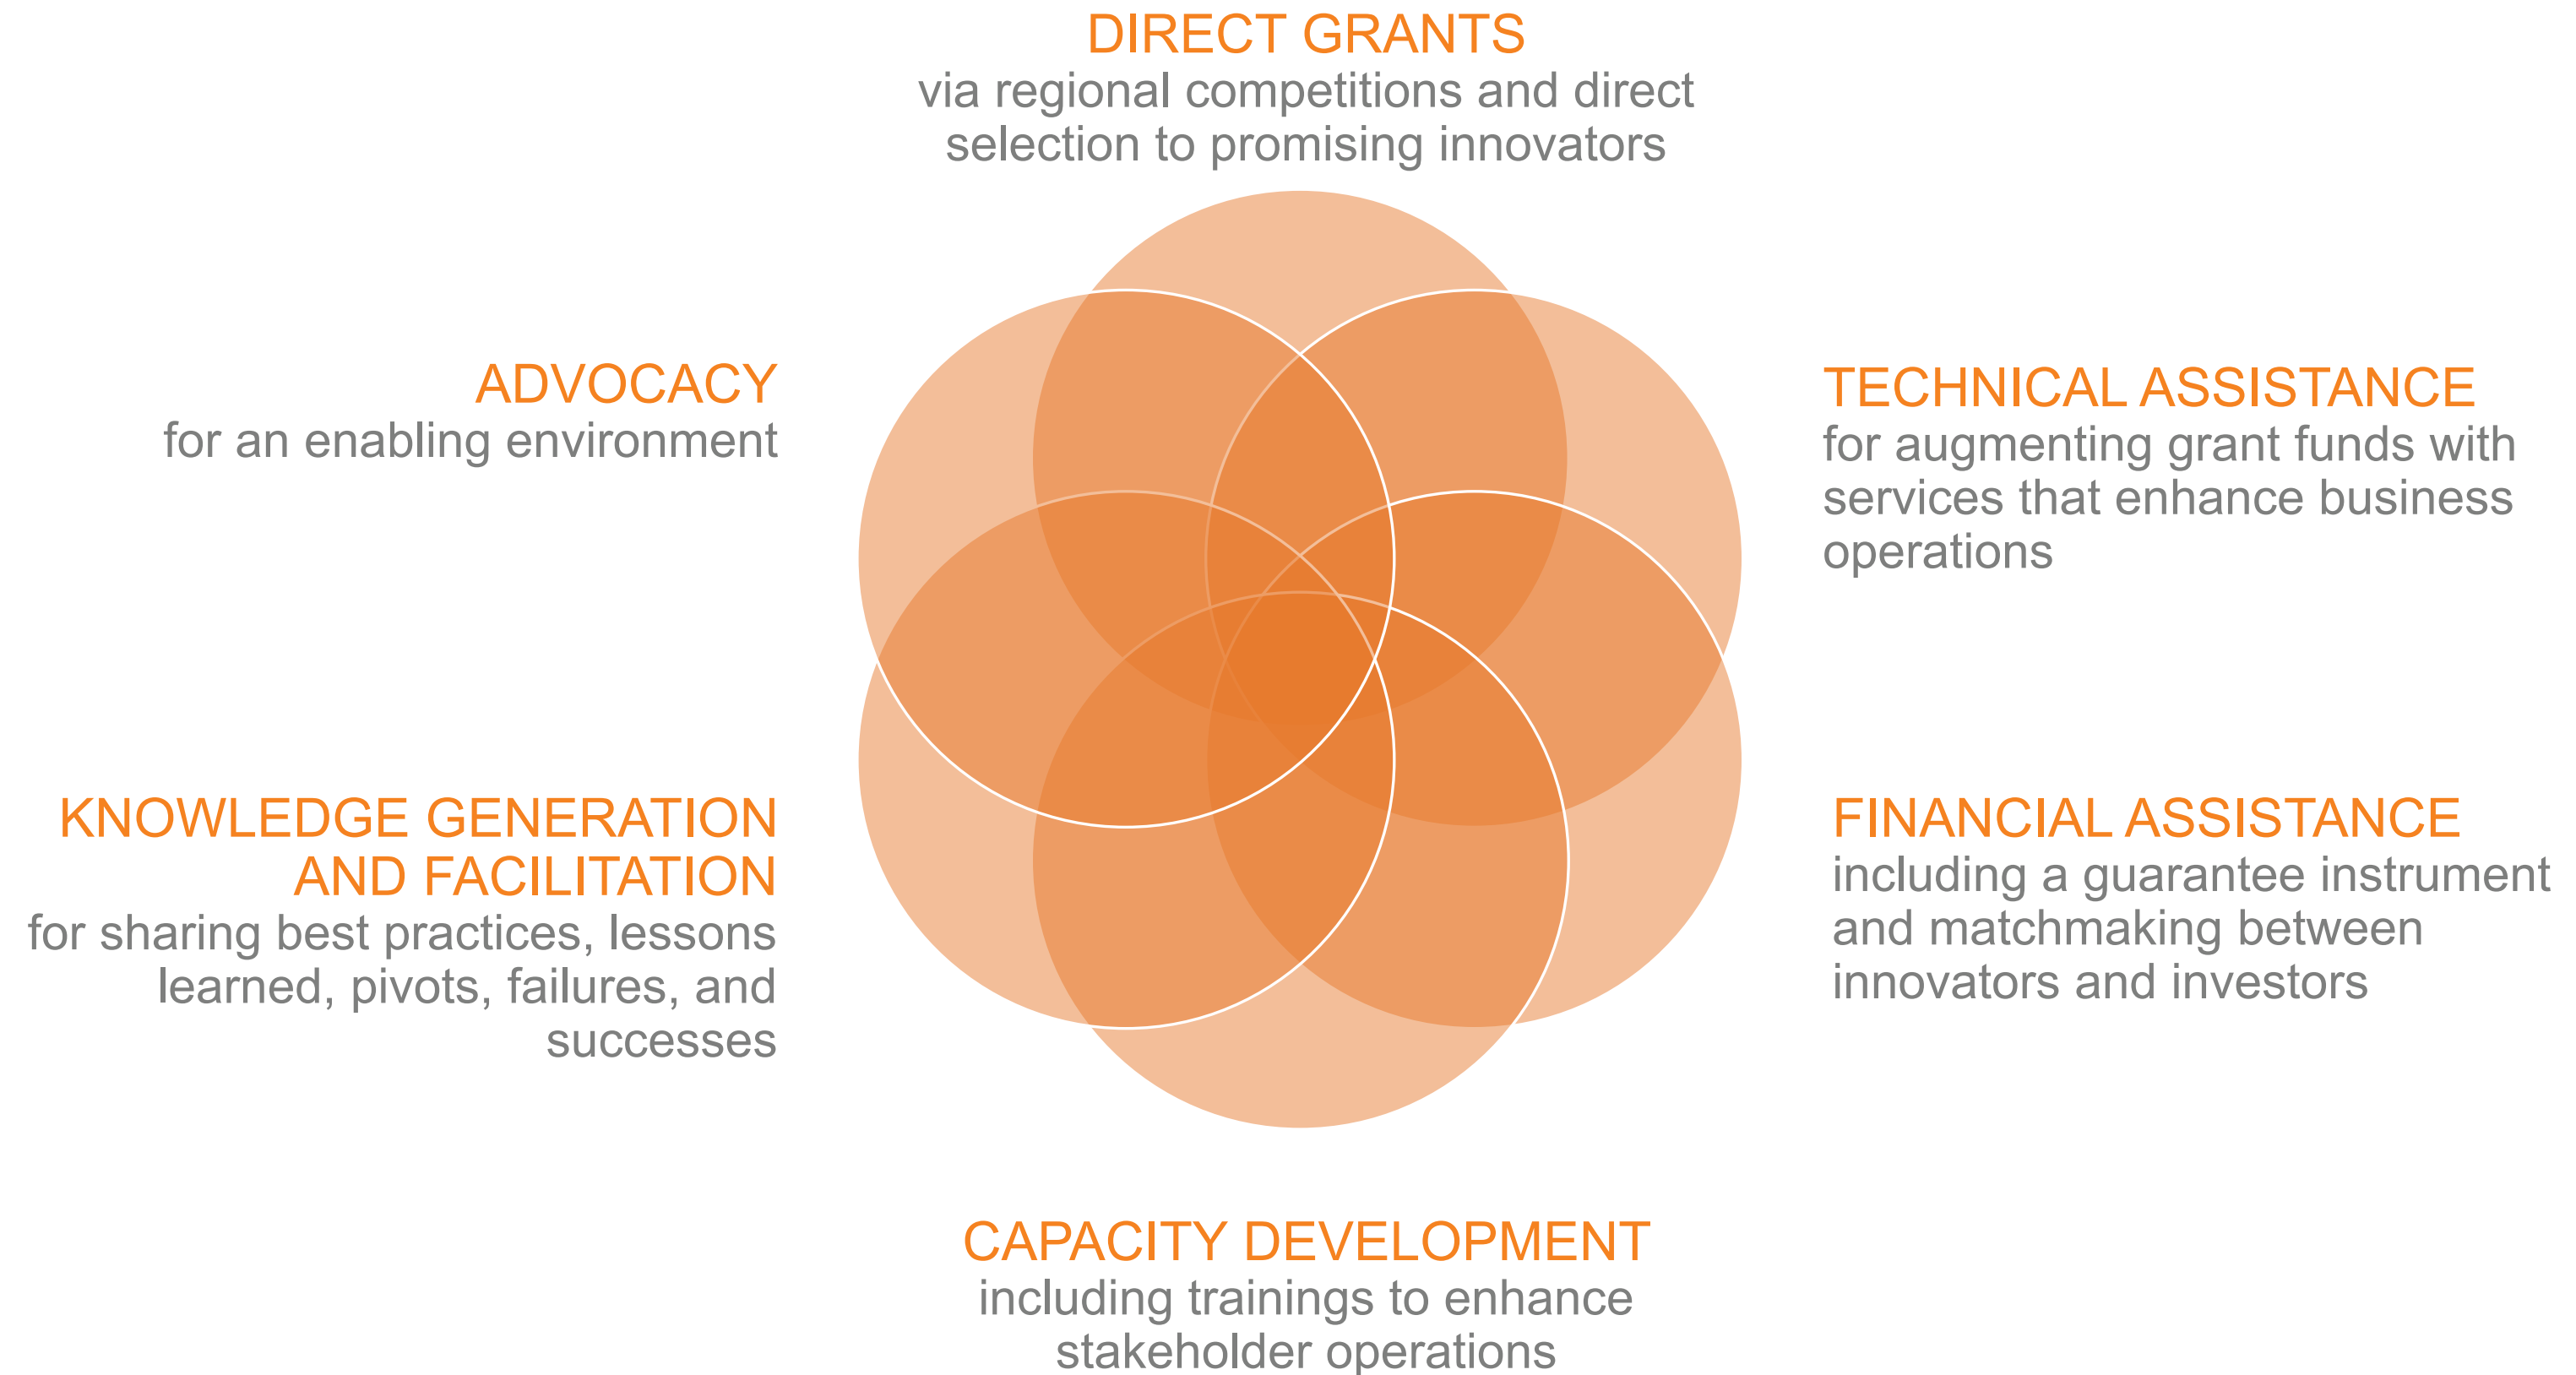 DIRECT GRANTS
via regional competitions and direct
selection to promising innovators
ADVOCACY
for an enabling environment
TECHNICAL ASSISTANCE
for augmenting grant funds with
services that enhance business
operations
KNOWLEDGE GENERATION
AND FACILITATION
for sharing best practices, lessons
learned, pivots, failures, and
successes
FINANCIAL ASSISTANCE
including a guarantee instrument
and matchmaking between
innovators and investors
CAPACITY DEVELOPMENT
including trainings to enhance
stakeholder operations